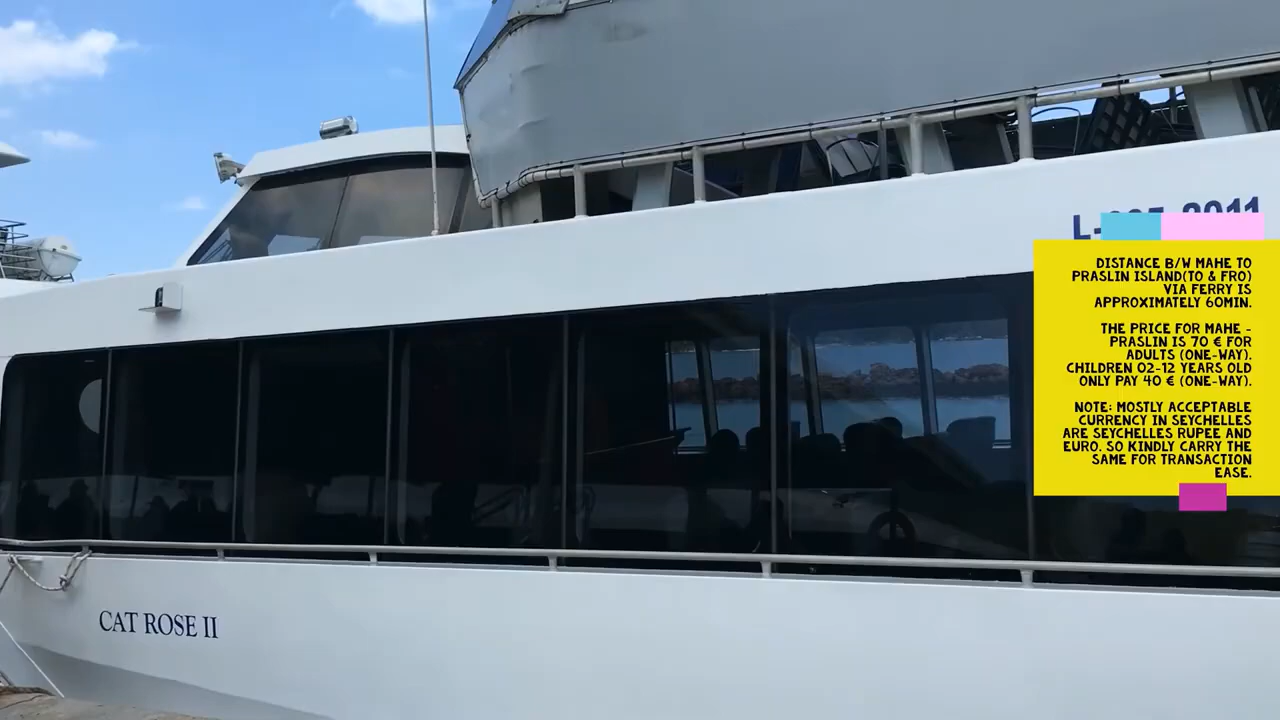 DISTANCE B/W MAHE TO
PRASLIN ISLAND(TO & FRO)
VIA FERRY IS
APPROXIMATELY 60MIN.
THE PRICE FOR MAHE -
PRASLIN IS 70 € FOR
ADULTS (ONE-WAY).
CHILDREN 02-12 YEARS OLD
ONLY PAY 40 € (ONE-WAY).
NOTE: MOSTLY ACCEPTABLE
CURRENCY IN SEYCHELLES
ARE SEYCHELLES RUPEE AND
EURO. SO KINDLY CARRY THE
SAME FOR TRANSACTION
EASE.
CAT ROSE II